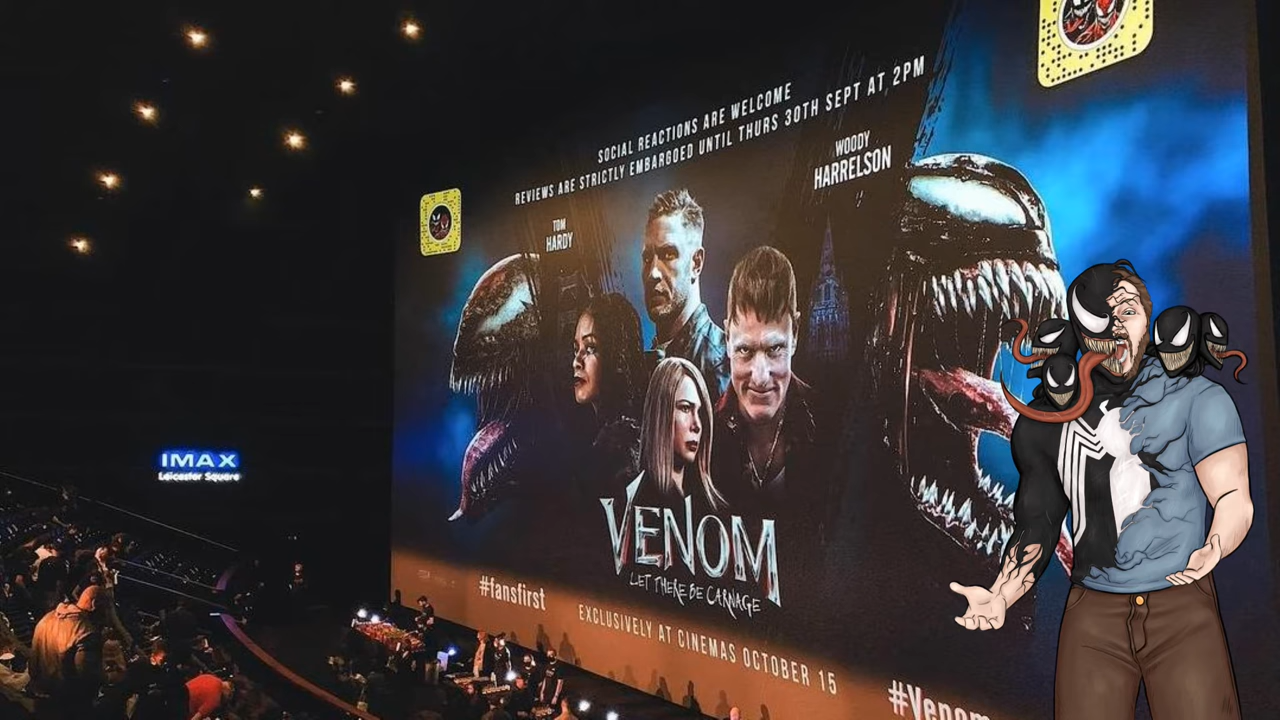 SOCIAL REACTIONS ARE WELCOME
REVIEWS ARE STRICTLY EMBARGOED UNTIL THURS 30TH SEPT AT 2PM
TOM
HARDY
WOODY
HARRELSON
IMAX
Leicester Square
VENOM
LET THERE BE CARNAGE
#fansfirst
EXCLUSIVELY AT CINEMAS OCTOBER 15
#Venom